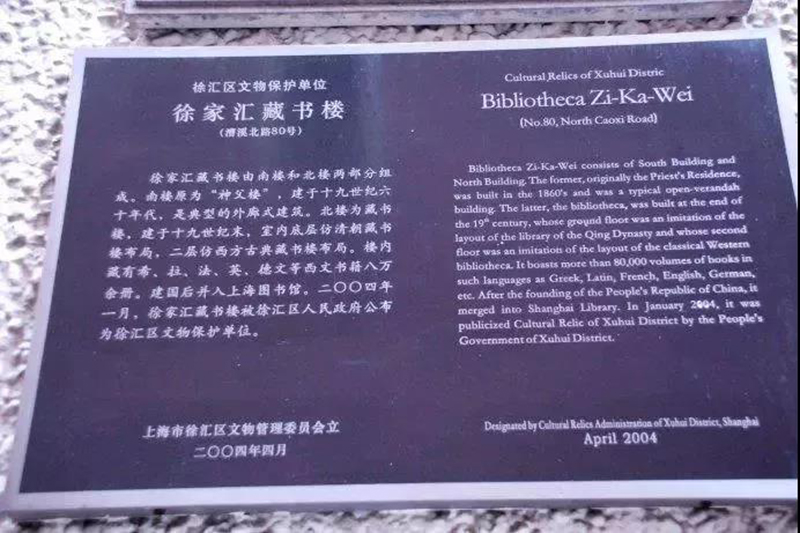 徐汇区文物保护单位
徐家汇藏书楼
(漕溪北路80号)
徐家汇藏书楼由南楼和北楼两部分组
成。南楼原为“神父楼”,建于十九世纪六
十年代,是典型的外廊式建筑。北楼为藏书
楼,建于十九世纪末,室内底层仿清朝藏书
楼布局,二层仿西方古典藏书楼布局。楼内
藏有希、拉、法、英、德文等西文书籍八万
余册。建国后并入上海图书馆,二〇〇四年
一月,徐家汇藏书楼被徐汇区人民政府公布
为徐汇区文物保护单位。
上海市徐汇区文物管理委员会立
二〇〇四年四月
Cultural Relics of Xuhui Distric
Bibliotheca Zi-Ka-Wei
(No.80, North Caoxi Road)
Bibliotheca Zi-Ka-Wei consists of South Building and
North Building. The former, originally the Priest's Residence,
was built in the 1860's and was a typical open-verandah
building. The latter, the bibliotheca, was built at the end of
the 19th century, whose ground floor was an imitation of the
layout of the library of the Qing Dynasty and whose second
floor was an imitation of the layout of the classical Western
bibliotheca. It boasts more than 80,000 volumes of books in
such languages as Greek, Latin, French, English, German,
etc. After the founding of the People's Republic of China, it
merged into Shanghai Library. In January 2004, it was
publicized Cultural Relic of Xuhui District by the People's
Government of Xuhui District.
Designated by Cultural Relics Administration of Xuhui District, Shanghai
April 2004